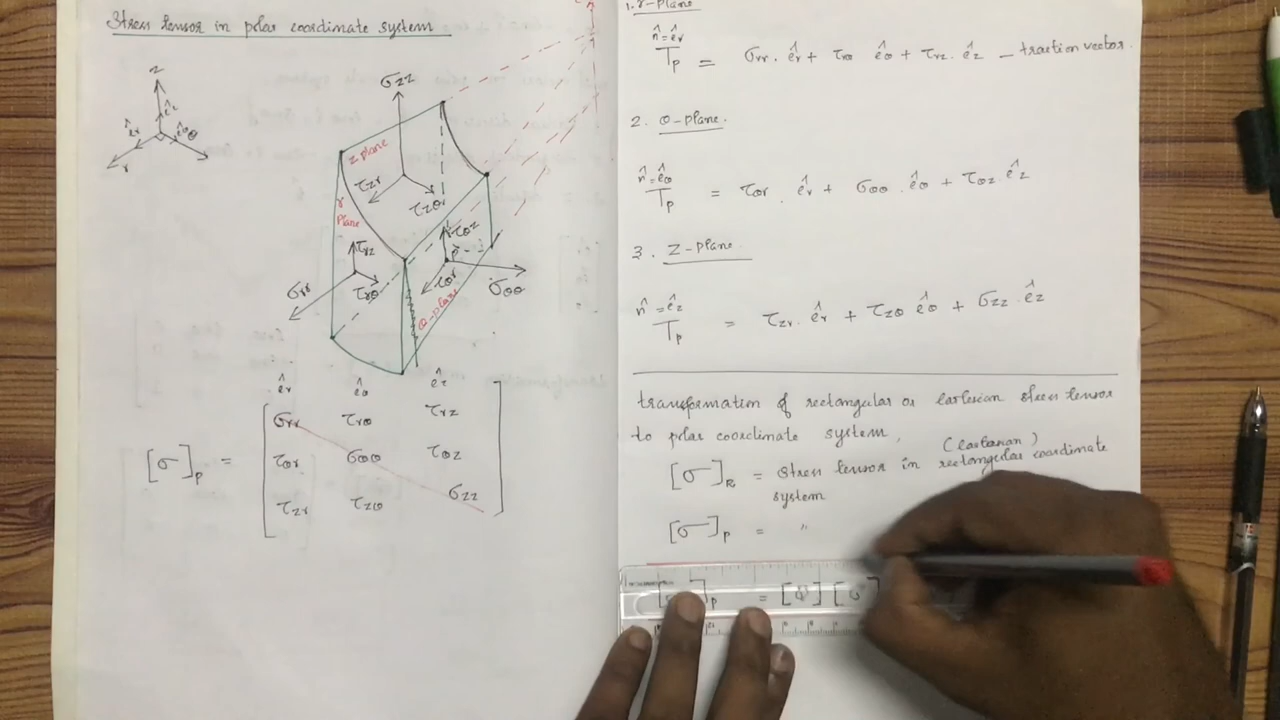 Stress tensor in polar coordinate system
z
êz
êr
êθ
θ
r
σzz
z plane
τzr
τzθ
r plane
τrz
τrθ
σrr
τθz
P
τθr
σθθ
θ-plane
êr êθ êz
[σ]p =
σrr τrθ τrz
τθr σθθ τθz
τzr τzθ σzz
1. r-plane
n̂=êr
Tp = σrr . êr + τrθ êθ + τrz . êz - traction vector.
2. θ-plane.
n̂=êθ
Tp = τθr . êr + σθθ . êθ + τθz . êz
3. Z-plane
n̂=êz
Tp = τzr . êr + τzθ êθ + σzz . êz
transformation of rectangular or cartesian stress tensor
to polar coordinate system,
(cartesian)
[σ]R = stress tensor in rectangular coordinate
system
[σ]p = "
]p = [Q] [σ